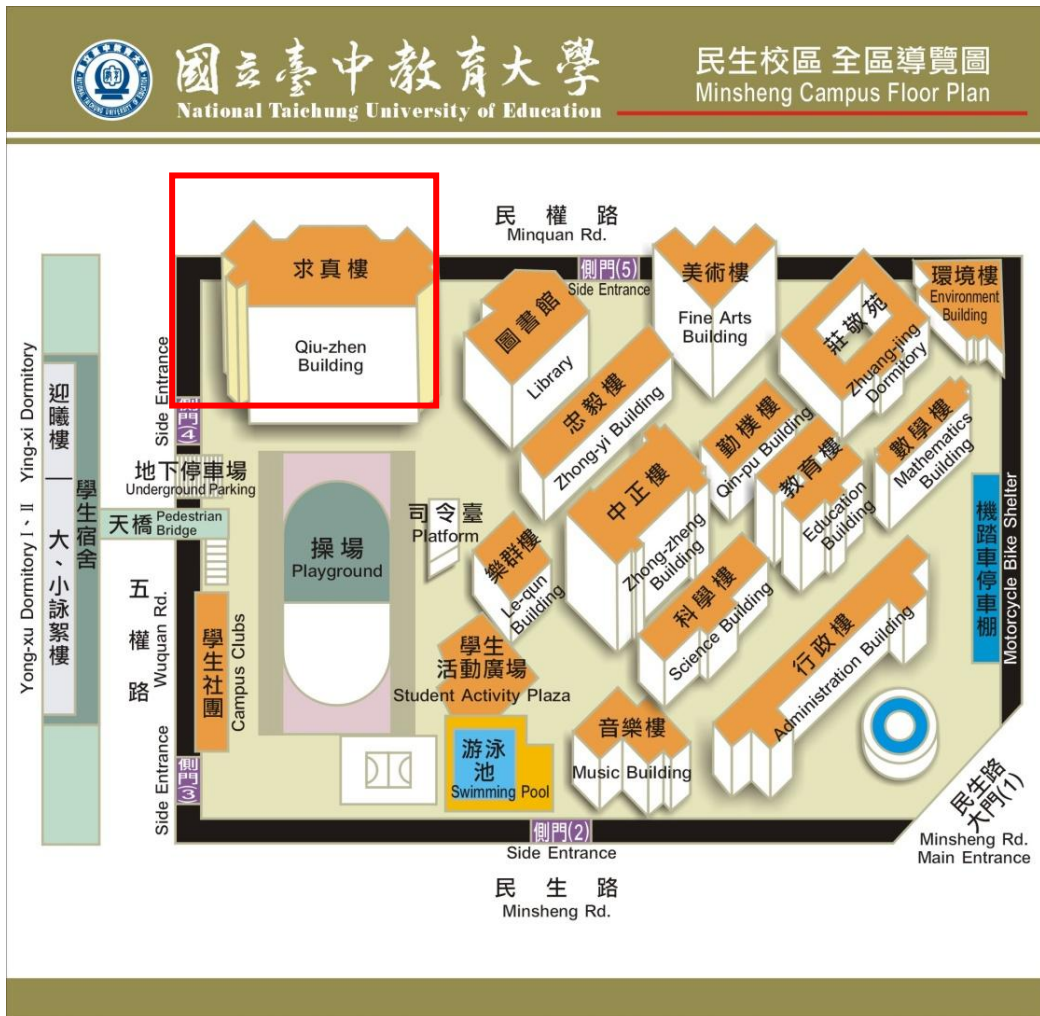 國立臺中教育大學
National Taichung University of Education
民生校區 全區導覽圖
Minsheng Campus Floor Plan
民權路
Minquan Rd.
側門(5)
Side Entrance
求真樓
Qiu-zhen
Building
圖書館
Library
美術樓
Fine Arts
Building
莊敬苑
Zhuang-jing
Dormitory
環境樓
Environment
Building
忠毅樓
Zhong-yi Building
勤樸樓
Qin-pu Building
數學樓
Mathematics
Building
教育樓
Education
Building
中正樓
Zhong-zheng
Building
Side Entrance
側門(4)
迎曦樓
Ying-xi Dormitory
大、小詠絮樓
Yong-xu Dormitory I、II
學生宿舍
地下停車場
Underground Parking
天橋
Pedestrian
Bridge
操場
Playground
司令臺
Platform
樂群樓
Le-qun
Building
科學樓
Science Building
行政樓
Administration Building
機踏車停車棚
Motorcycle Bike Shelter
五權路
Wuquan Rd.
學生社團
Campus Clubs
學生
活動廣場
Student Activity Plaza
游泳
池
Swimming Pool
音樂樓
Music Building
Side Entrance
側門(3)
側門(2)
Side Entrance
民生路
大門(1)
Minsheng Rd.
Main Entrance
民生路
Minsheng Rd.